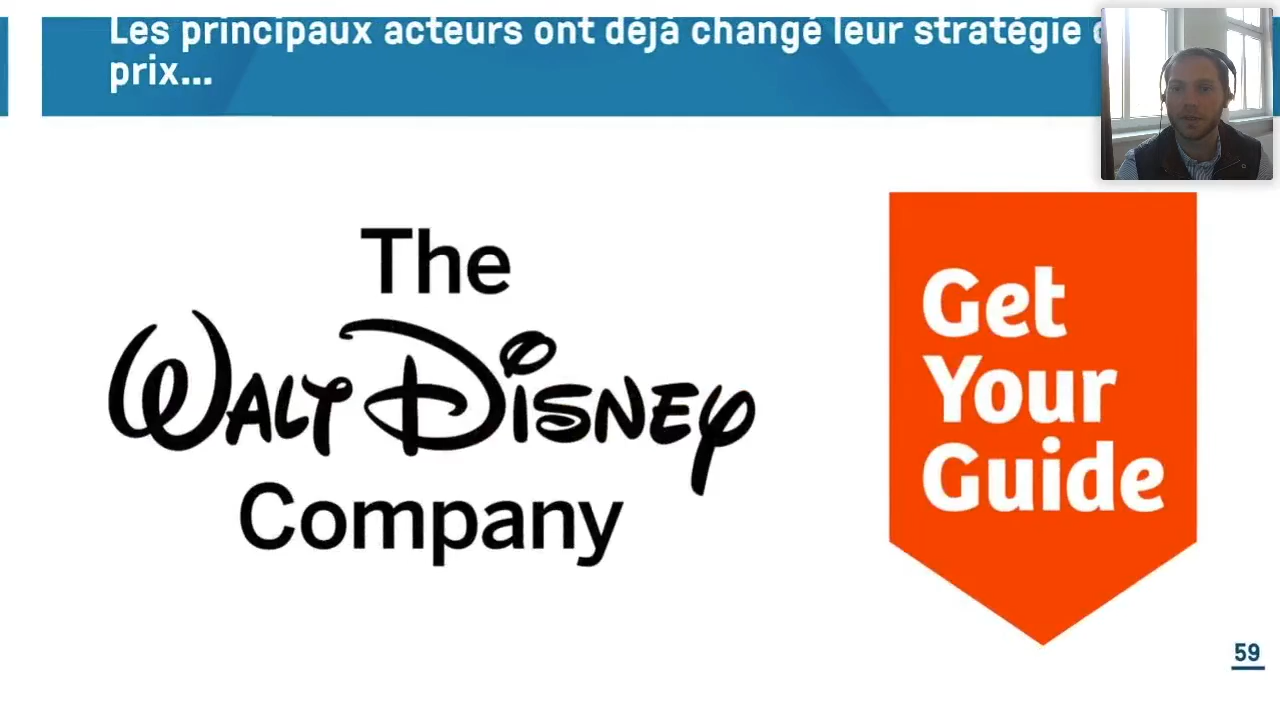 Les principaux acteurs ont déjà changé leur stratégie
prix...
The
WALT DISNEY
Company
Get
Your
Guide
59